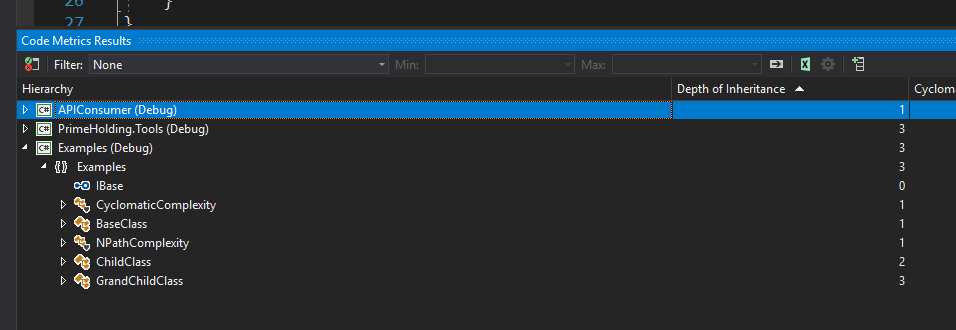 26 }
27 }
Code Metrics Results
Filter: None Min: Max:
Hierarchy Depth of Inheritance Cyclom
C# APIConsumer (Debug) 1
C# PrimeHolding.Tools (Debug) 3
C# Examples (Debug) 3
{} Examples 3
IBase 0
CyclomaticComplexity 1
BaseClass 1
NPathComplexity 1
ChildClass 2
GrandChildClass 3